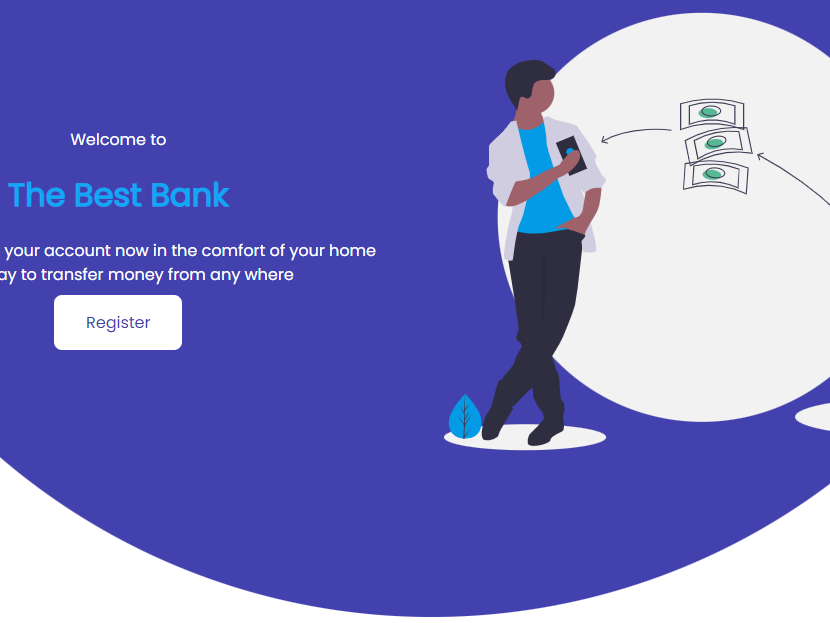 Welcome to
The Best Bank
your account now in the comfort of your home
to transfer money from any where
Register